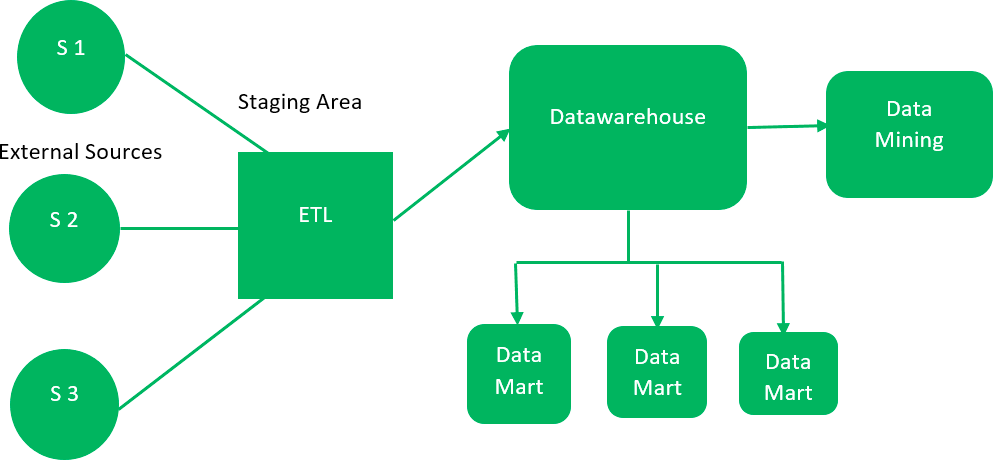 S 1
Staging Area
External Sources
S 2
ETL
S 3
Datawarehouse
Data
Mining
Data
Mart
Data
Mart
Data
Mart